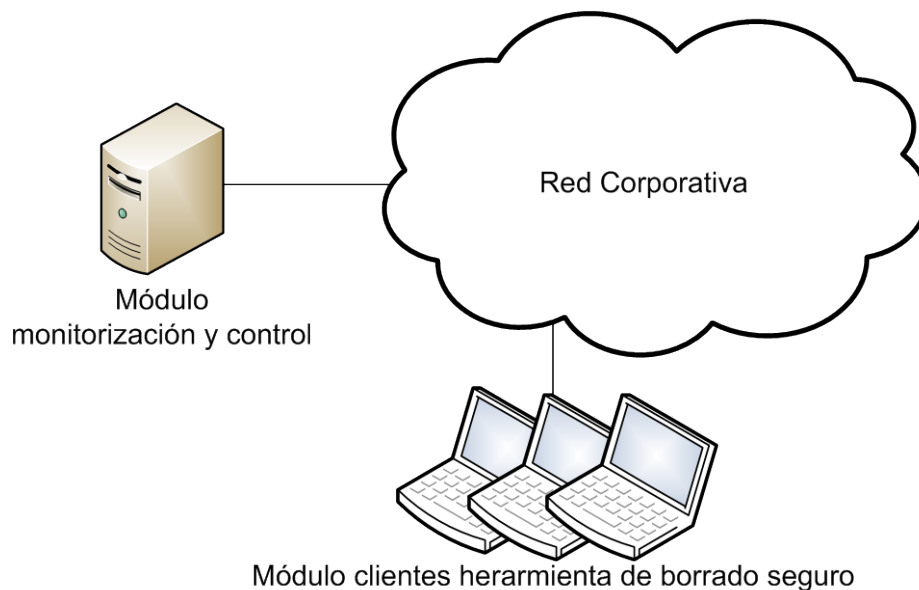 Red Corporativa
Módulo
monitorización y control
Módulo clientes herarmienta de borrado seguro